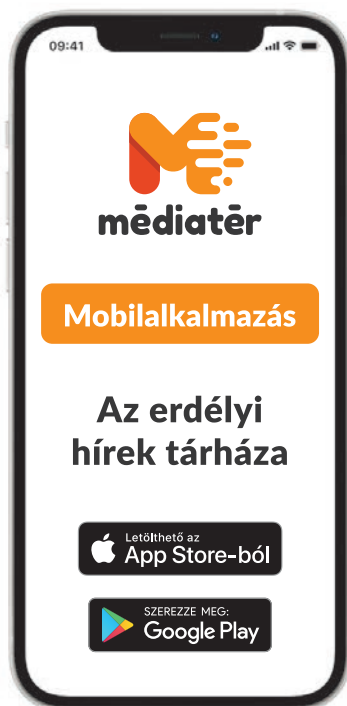 09:41
mēdiatēr
Mobilalkalmazás
Az erdélyi
hírek tárháza
Letölthető az
App Store-ból
SZEREZZE MEG:
Google Play